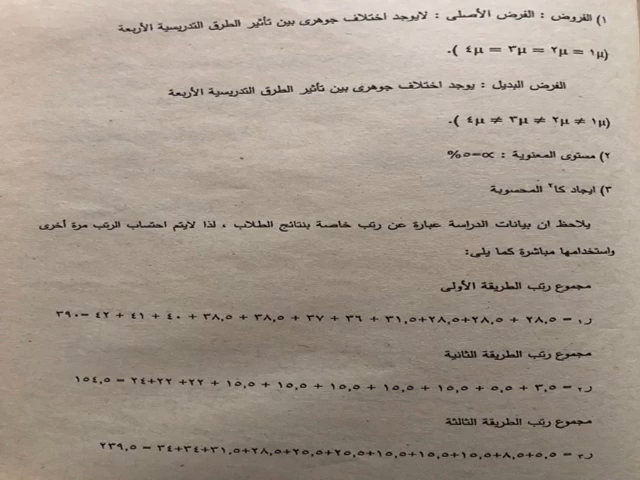 ١) الفروض : الفرض الأصلى : لايوجد اختلاف جوهرى بين تأثير الطرق التدريسية الأربعة
(μ١ = μ٢ = μ٣ = μ٤ ).
الفرض البديل : يوجد اختلاف جوهرى بين تأثير الطرق التدريسية الأربعة
(μ١ ≠ μ٢ ≠ μ٣ ≠ μ٤ ).
٢) مستوى المعنوية : ∝=٥%
٣) ايجاد كا٢ المحسوبة
يلاحظ ان بيانات الدراسة عبارة عن رتب خاصة بنتائج الطلاب ، لذا لايتم احتساب الرتب مرة أخرى
واستخدامها مباشرة كما يلى:
مجموع رتب الطريقة الأولى
ر١ = ٢٨,٥ + ٢٨,٥+٢٨,٥+٣١,٥ + ٣٦ + ٣٧ + ٣٨,٥ + ٣٨,٥ + ٤٠ + ٤١ + ٤٢ =٣٩٠
مجموع رتب الطريقة الثانية
ر٢ = ٣,٥ + ٥,٥ + ١٥,٥ + ١٥,٥ + ١٥,٥ + ١٥,٥ + ١٥,٥ + ٢٢+ ٢٢+٢٤ = ١٥٤,٥
مجموع رتب الطريقة الثالثة
ر٣ = ٥,٥+٨,٥+١٥,٥+١٥,٥+١٥,٥+٢٥,٥+٢٥,٥+٢٨,٥+٣١,٥+٣٤+٣٤ = ٢٣٩,٥